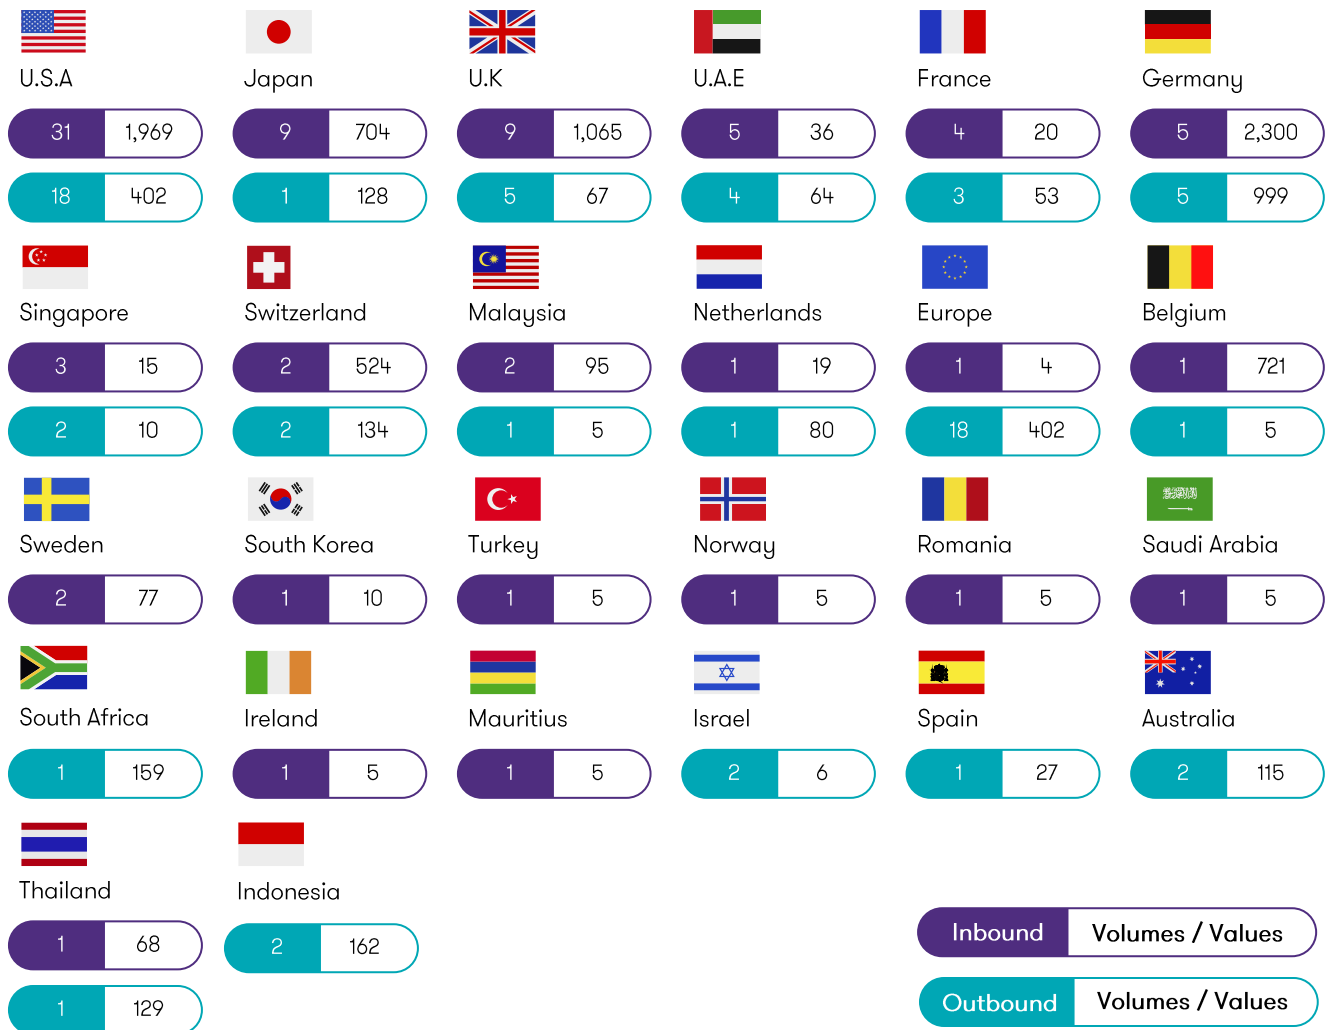 U.S.A Japan U.K U.A.E France Germany
31 1,969 9 704 9 1,065 5 36 4 20 5 2,300
18 402 1 128 5 67 4 64 3 53 5 999
Singapore Switzerland Malaysia Netherlands Europe Belgium
3 15 2 524 2 95 1 19 1 4 1 721
2 10 2 134 1 5 1 80 18 402 1 5
Sweden South Korea Turkey Norway Romania Saudi Arabia
2 77 1 10 1 5 1 5 1 5 1 5
South Africa Ireland Mauritius Israel Spain Australia
1 159 1 5 1 5 2 6 1 27 2 115
Thailand Indonesia
1 68 2 162
1 129
Inbound Volumes / Values
Outbound Volumes / Values